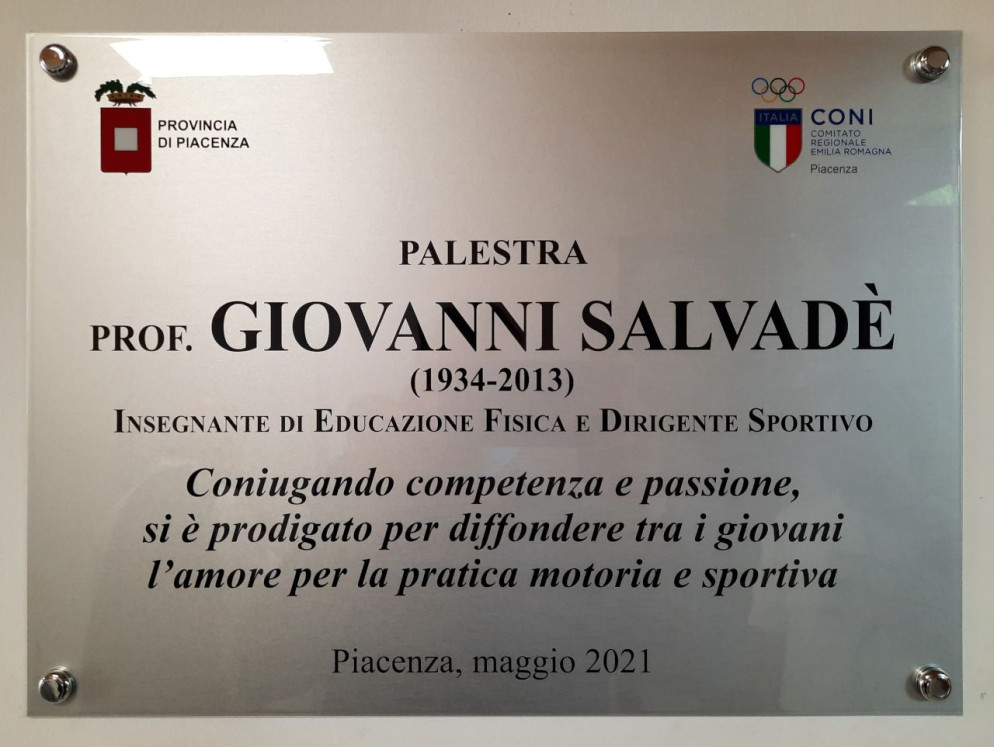 PROVINCIA
DI PIACENZA
ITALIA
CONI
COMITATO
REGIONALE
EMILIA ROMAGNA
Piacenza
PALESTRA
PROF. GIOVANNI SALVADÈ
(1934-2013)
INSEGNANTE DI EDUCAZIONE FISICA E DIRIGENTE SPORTIVO
Coniugando competenza e passione,
si è prodigato per diffondere tra i giovani
l'amore per la pratica motoria e sportiva
Piacenza, maggio 2021